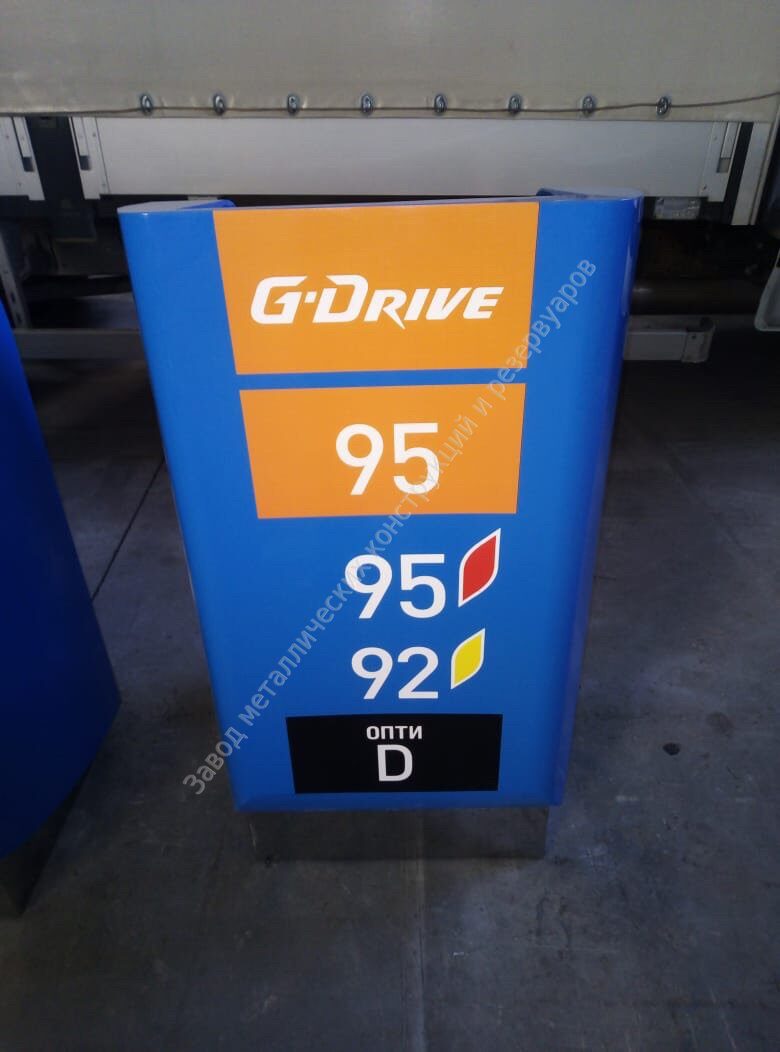 G-DRIVE
95
95
92
ОПТИ
D
Завод металлических конструкций и резервуаров